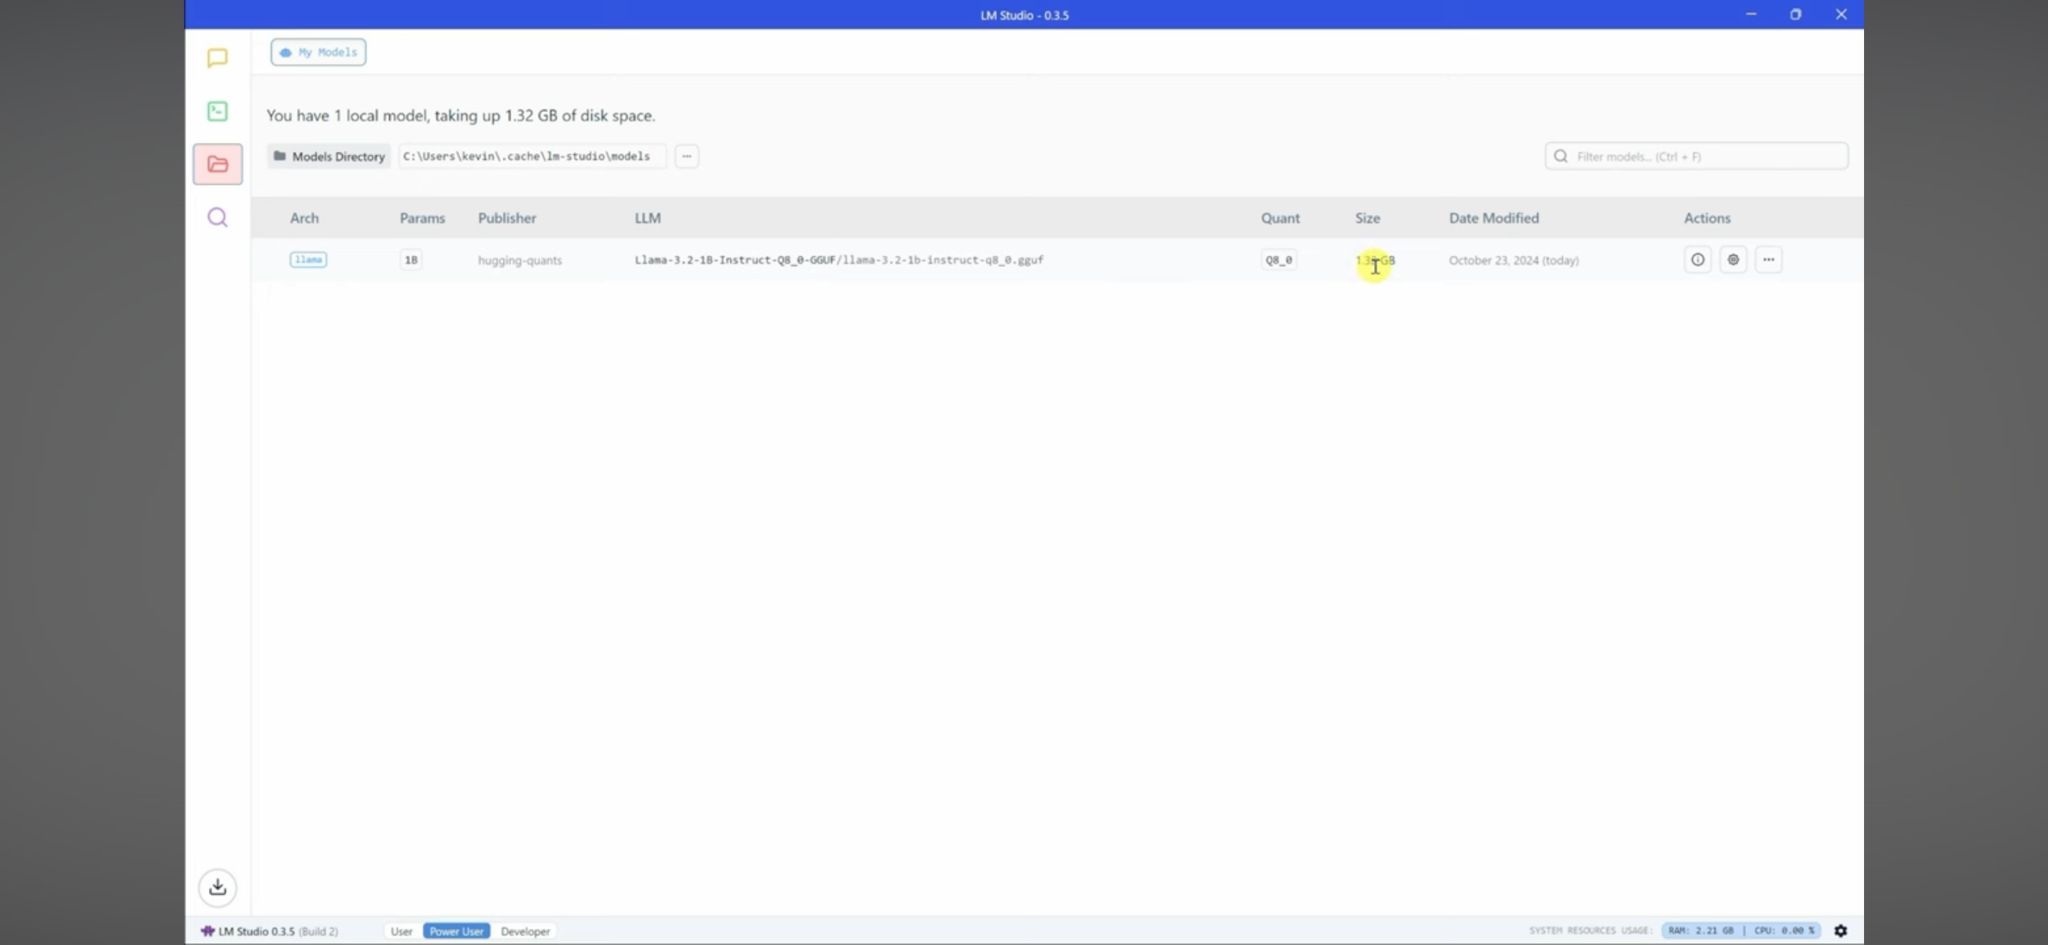 LM Studio - 0.3.5
My Models
You have 1 local model, taking up 1.32 GB of disk space.
Models Directory C:\Users\kevin\.cache\lm-studio\models ...
Filter models... (Ctrl + F)
Arch Params Publisher LLM Quant Size Date Modified Actions
llama 1B hugging-quants Llama-3.2-1B-Instruct-Q8_0-GGUF/llama-3.2-1b-instruct-q8_0.gguf Q8_0 GB October 23, 2024 (today)
LM Studio 0.3.5 (Build 2) User Power User Developer SYSTEM RESOURCES USAGE: RAM: 2.21 GB | CPU: 0.00 %